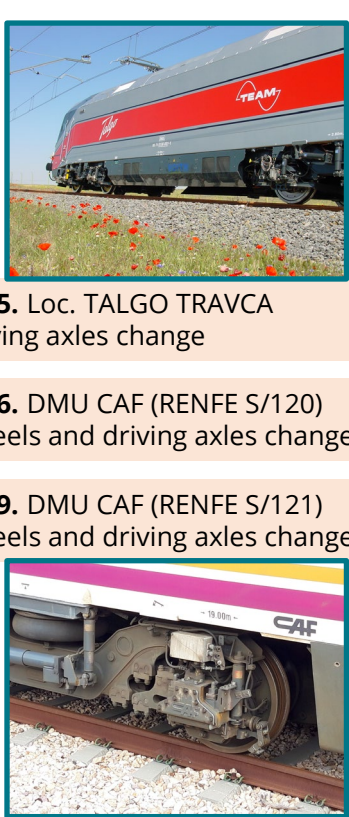 TEAM
Talgo
5. Loc. TALGO TRAVCA
ving axles change
6. DMU CAF (RENFE S/120)
eels and driving axles change
9. DMU CAF (RENFE S/121)
eels and driving axles change
~ 19.00m ~
CAF